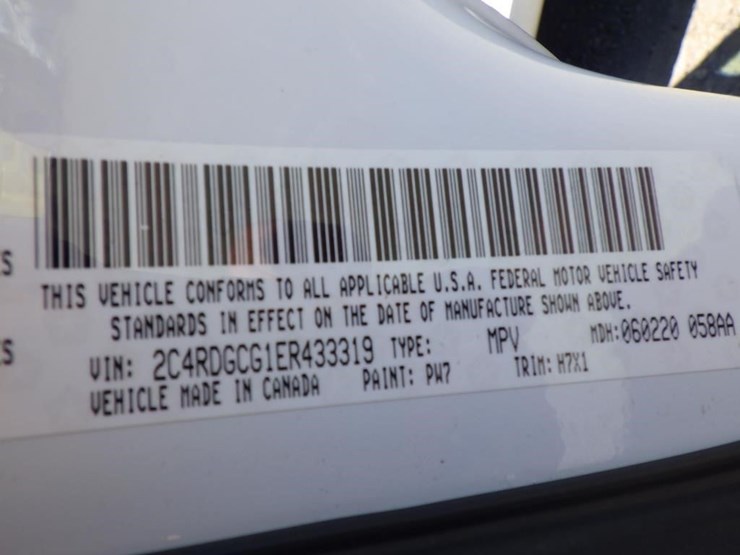 THIS VEHICLE CONFORMS TO ALL APPLICABLE U.S.A. FEDERAL MOTOR VEHICLE SAFETY
STANDARDS IN EFFECT ON THE DATE OF MANUFACTURE SHOWN ABOVE.
VIN: 2C4RDGCG1ER433319 TYPE: MPV MDH:060220 058AA
VEHICLE MADE IN CANADA PAINT: PW7 TRIM: H7X1